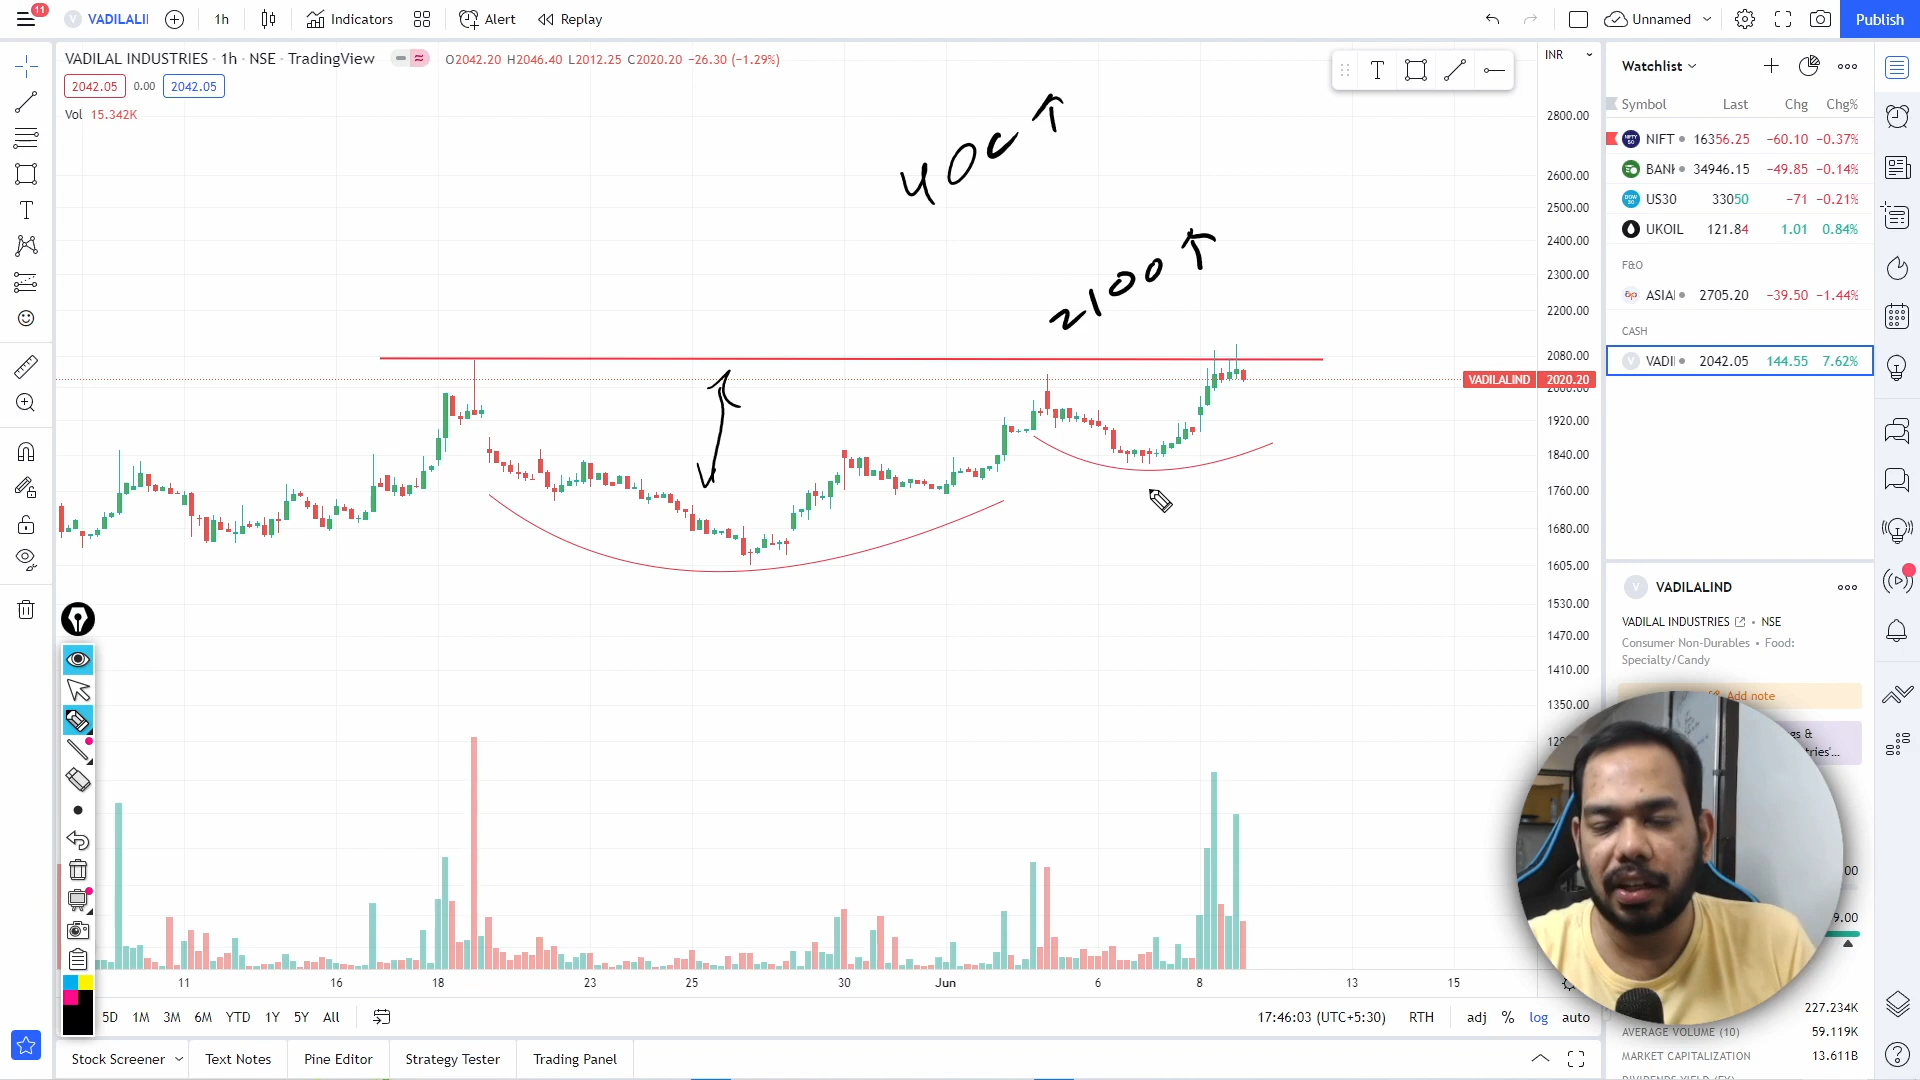 11
V VADILALII
1h
Indicators
Alert
Replay
Unnamed
Publish
VADILAL INDUSTRIES · 1h · NSE · TradingView
O2042.20 H2046.40 L2012.25 C2020.20 −26.30 (−1.29%)
2042.05 0.00 2042.05
Vol 15.342K
400 ↑
2100 ↑
INR
2800.00
2600.00
2500.00
2400.00
2300.00
2200.00
2080.00
VADILALIND 2020.20
1920.00
1840.00
1760.00
1680.00
1605.00
1530.00
1470.00
1410.00
1350.00
11 16 18 23 25 30 Jun 6 8 13 15
5D 1M 3M 6M YTD 1Y 5Y All
17:46:03 (UTC+5:30) RTH adj % log auto
Stock Screener Text Notes Pine Editor Strategy Tester Trading Panel
Watchlist
Symbol Last Chg Chg%
NIFT 16356.25 −60.10 −0.37%
BANK 34946.15 −49.85 −0.14%
US30 33050 −71 −0.21%
UKOIL 121.84 1.01 0.84%
F&O
ASIAI 2705.20 −39.50 −1.44%
CASH
V VADII 2042.05 144.55 7.62%
V VADILALIND
VADILAL INDUSTRIES • NSE
Consumer Non-Durables • Food:
Specialty/Candy
Add note
227.234K
AVERAGE VOLUME (10) 59.119K
MARKET CAPITALIZATION 13.611B